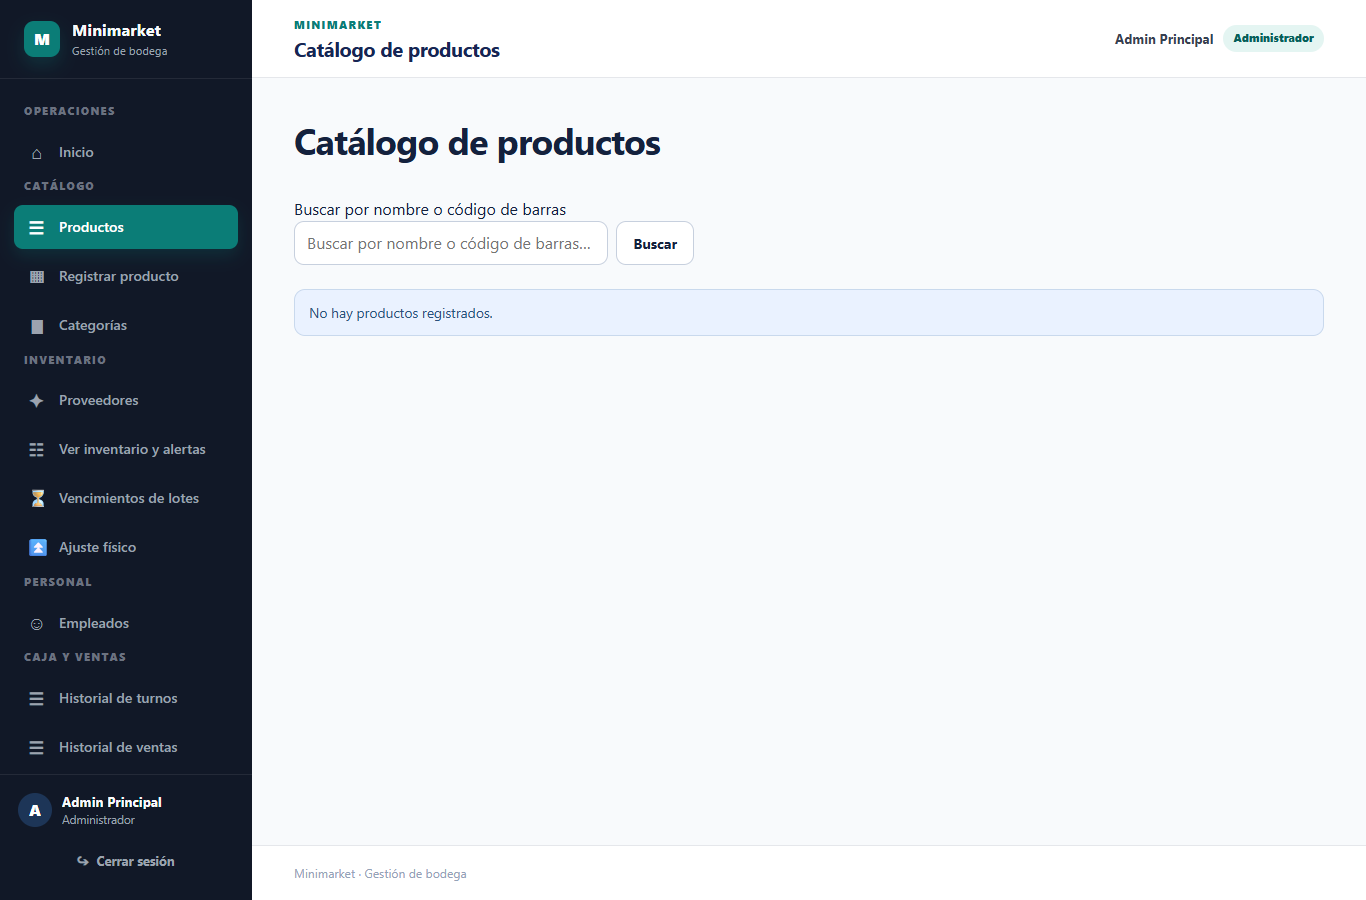 M
Minimarket
Gestión de bodega
OPERACIONES
Inicio
CATÁLOGO
Productos
Registrar producto
Categorías
INVENTARIO
Proveedores
Ver inventario y alertas
Vencimientos de lotes
Ajuste físico
PERSONAL
Empleados
CAJA Y VENTAS
Historial de turnos
Historial de ventas
A
Admin Principal
Administrador
Cerrar sesión
MINIMARKET
Catálogo de productos
Admin Principal
Administrador
Catálogo de productos
Buscar por nombre o código de barras
Buscar por nombre o código de barras...
Buscar
No hay productos registrados.
Minimarket · Gestión de bodega